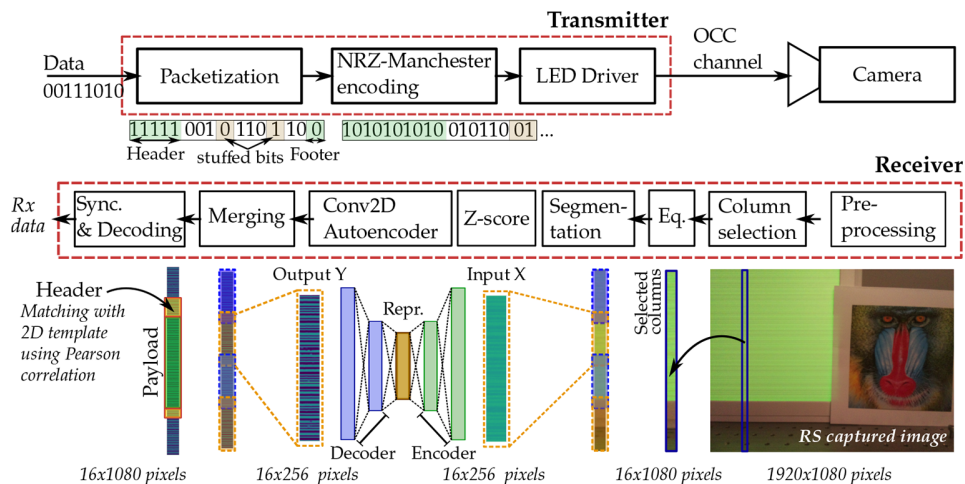 Transmitter
Data
00111010
Packetization
NRZ-Manchester
encoding
LED Driver
OCC
channel
Camera
11111 001 0 110 1 10 0
1010101010 010110 01 ...
Header
stuffed bits
Footer
Receiver
Rx
data
Sync.
& Decoding
Merging
Conv2D
Autoencoder
Z-score
Segmen-
tation
Eq.
Column
selection
Pre-
processing
Header
Matching with
2D template
using Pearson
correlation
Payload
Output Y
Repr.
Input X
Decoder
Encoder
Selected
columns
RS captured image
16x1080 pixels
16x256 pixels
16x256 pixels
16x1080 pixels
1920x1080 pixels